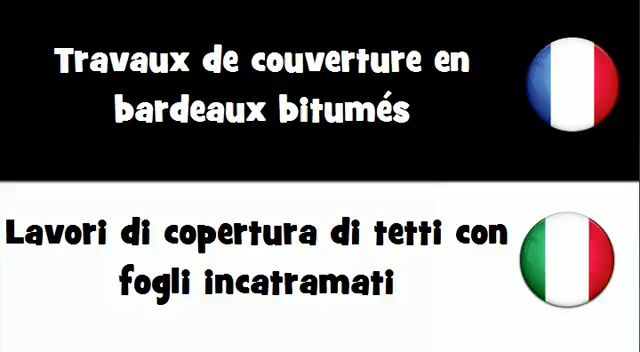 Travaux de couverture en
bardeaux bitumés
Lavori di copertura di tetti con
fogli incatramati